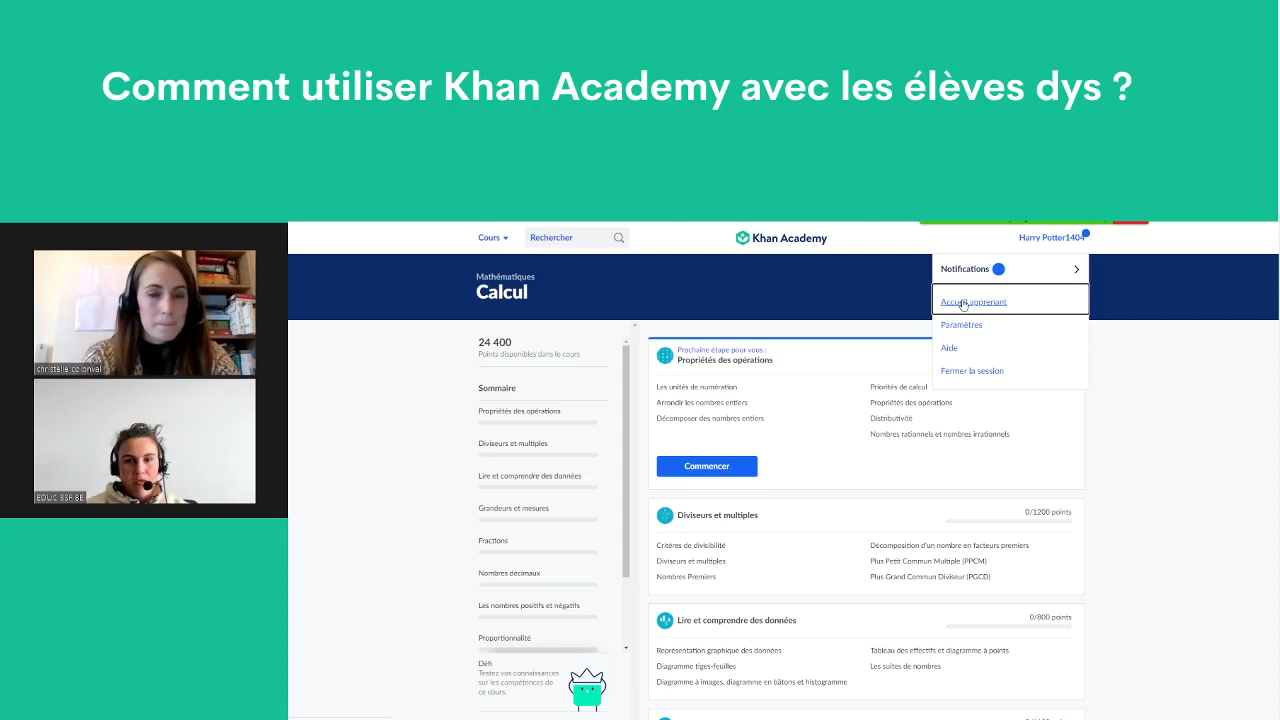 Comment utiliser Khan Academy avec les élèves dys ?
christelle colonval
EDUC BSF BE
Cours
Rechercher
Khan Academy
Harry Potter1404
Mathématiques
Calcul
Notifications
Accueil apprenant
Paramètres
Aide
Fermer la session
24 400
Points disponibles dans le cours
Sommaire
Propriétés des opérations
Diviseurs et multiples
Lire et comprendre des données
Grandeurs et mesures
Fractions
Nombres décimaux
Les nombres positifs et négatifs
Proportionnalité
Défi
Testez vos connaissances
sur les compétences de
ce cours.
Prochaine étape pour vous :
Propriétés des opérations
Les unités de numération
Arrondir les nombres entiers
Décomposer des nombres entiers
Priorités de calcul
Propriétés des opérations
Distributivité
Nombres rationnels et nombres irrationnels
Commencer
Diviseurs et multiples
0/1200 points
Critères de divisibilité
Diviseurs et multiples
Nombres Premiers
Décomposition d'un nombre en facteurs premiers
Plus Petit Commun Multiple (PPCM)
Plus Grand Commun Diviseur (PGCD)
Lire et comprendre des données
0/800 points
Représentation graphique des données
Diagramme tiges-feuilles
Diagramme à images, diagramme en bâtons et histogramme
Tableau des effectifs et diagramme à points
Les suites de nombres